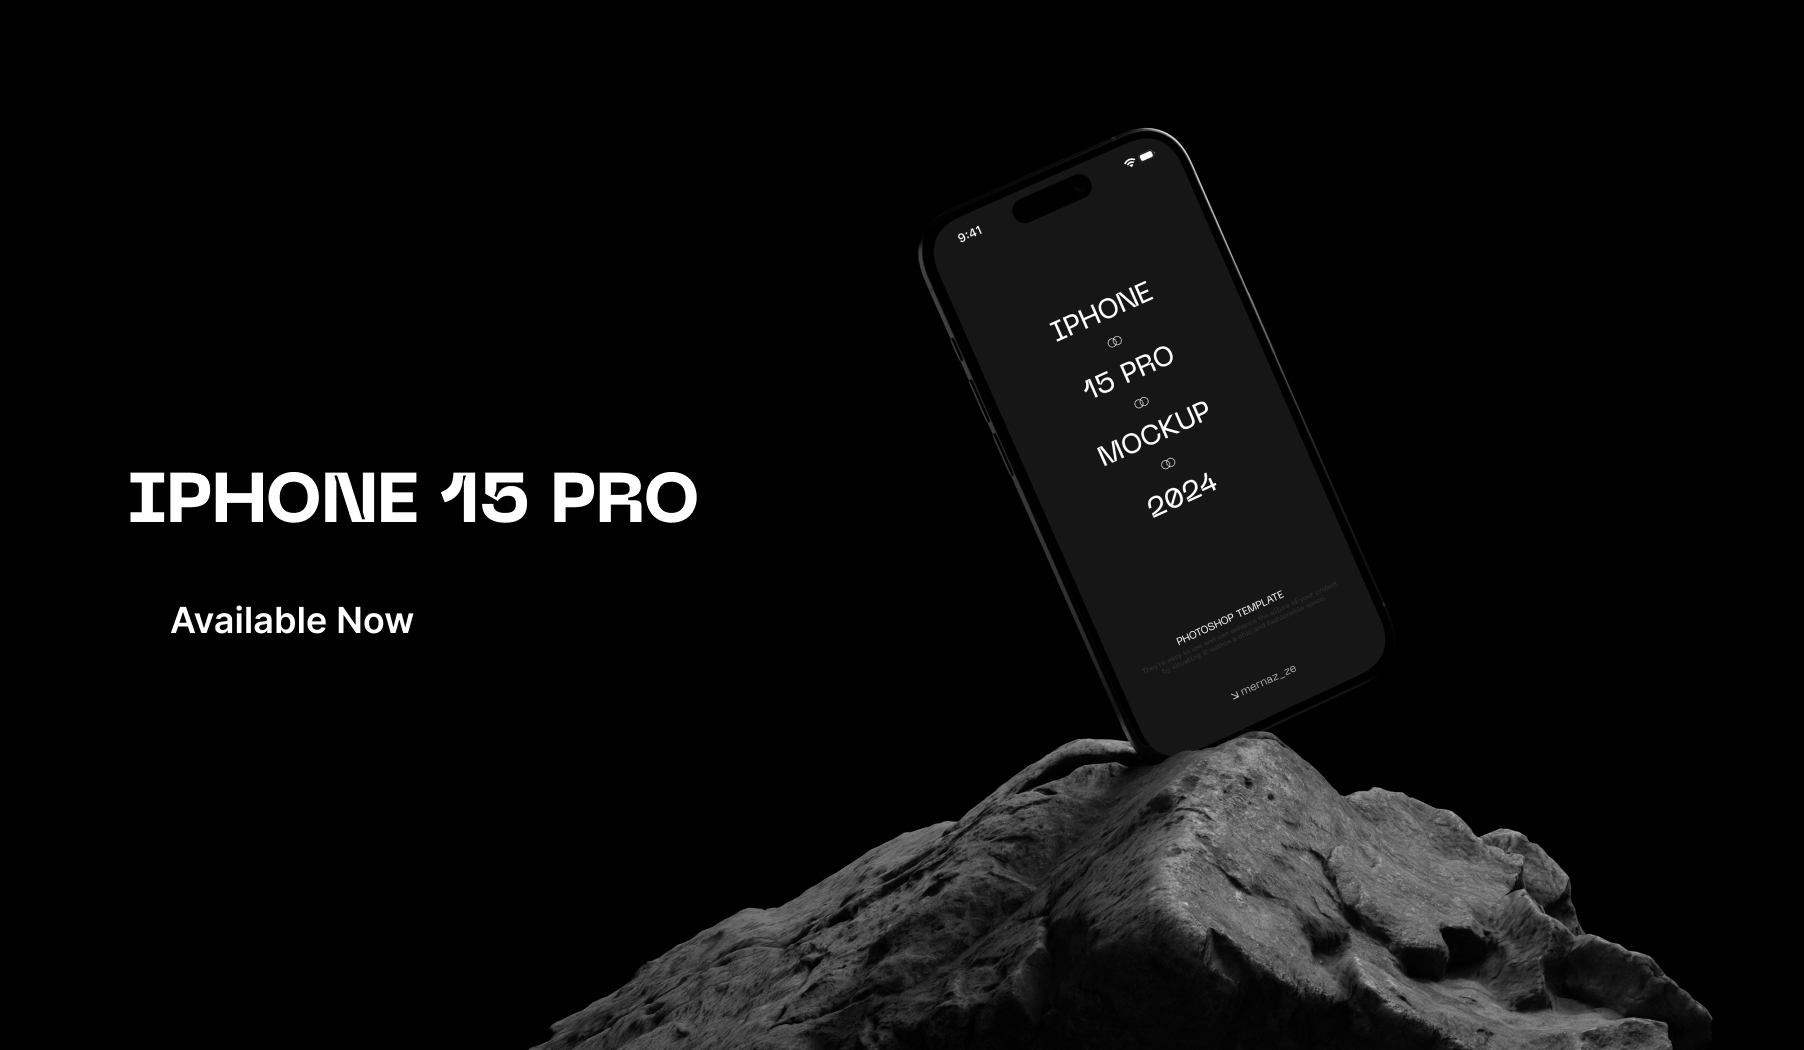 IPHONE 15 PRO
Available Now
9:41
IPHONE
15 PRO
MOCKUP
2024
PHOTOSHOP TEMPLATE
mernaz_ze